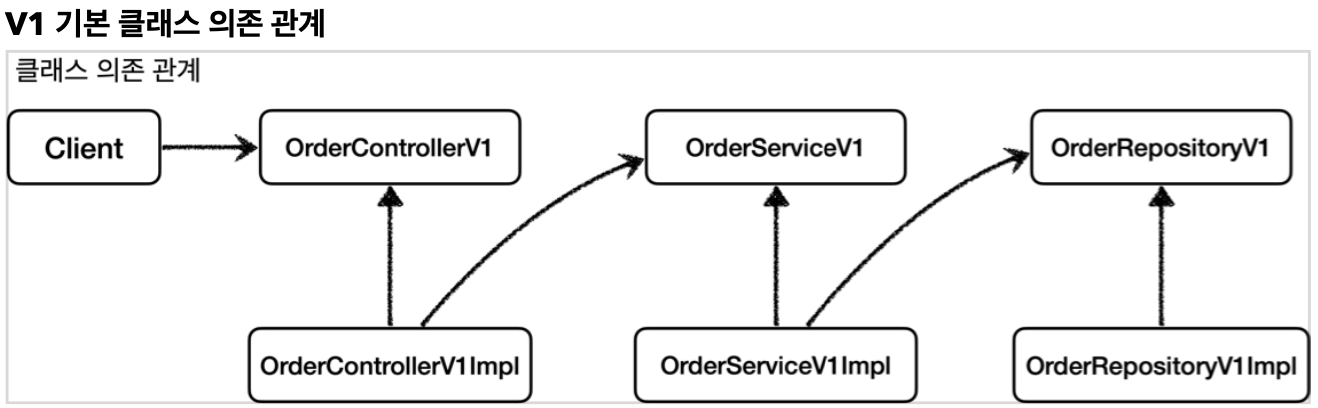 V1 기본 클래스 의존 관계
클래스 의존 관계
Client
OrderControllerV1
OrderServiceV1
OrderRepositoryV1
OrderControllerV1Impl
OrderServiceV1Impl
OrderRepositoryV1Impl